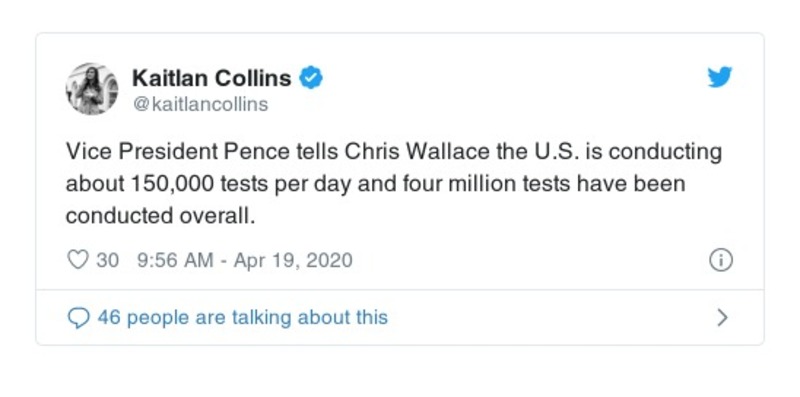 Kaitlan Collins
@kaitlancollins
Vice President Pence tells Chris Wallace the U.S. is conducting
about 150,000 tests per day and four million tests have been
conducted overall.
30 9:56 AM - Apr 19, 2020
46 people are talking about this